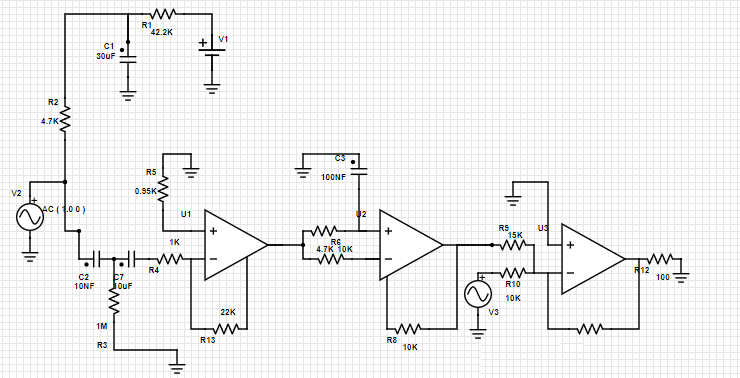 R1
42.2K
V1
C1
30uF
R2
4.7K
V2
AC ( 1.0 0 )
R5
0.95K
U1
1K
R4
C2
10NF
C7
10uF
1M
R3
22K
R13
C3
100NF
U2
R6
4.7K 10K
R8
10K
R9
15K
U3
R10
10K
V3
R12
100